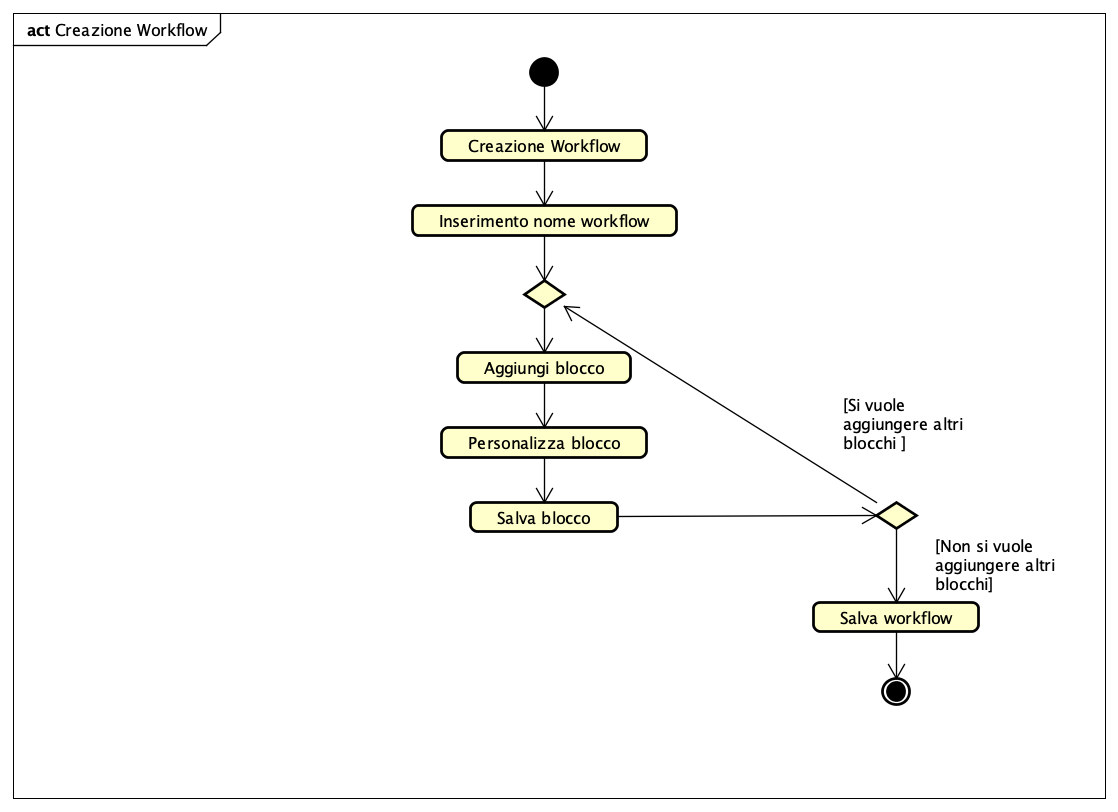 act Creazione Workflow
Creazione Workflow
Inserimento nome workflow
Aggiungi blocco
[Si vuole
aggiungere altri
blocchi ]
Personalizza blocco
Salva blocco
[Non si vuole
aggiungere altri
blocchi]
Salva workflow